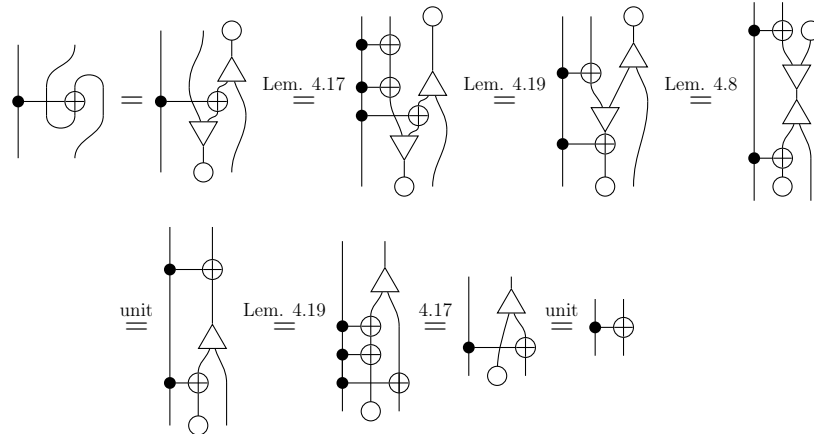 = Lem. 4.17 = Lem. 4.19 = Lem. 4.8 =
unit = Lem. 4.19 = 4.17 = unit =